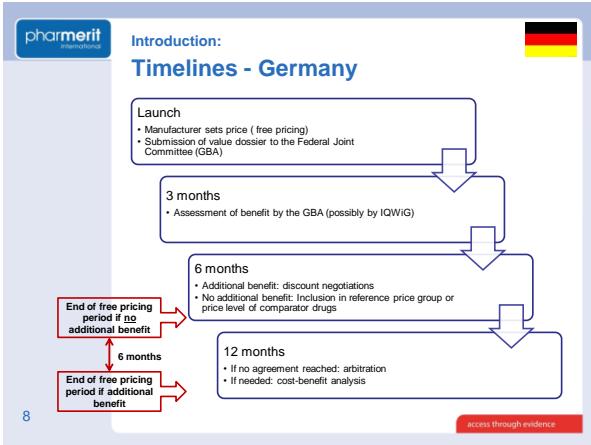 pharmerit
international
Introduction:
Timelines - Germany
Launch
• Manufacturer sets price ( free pricing)
• Submission of value dossier to the Federal Joint
Committee (GBA)
3 months
• Assessment of benefit by the GBA (possibly by IQWiG)
6 months
• Additional benefit: discount negotiations
• No additional benefit: Inclusion in reference price group or
price level of comparator drugs
End of free pricing
period if no
additional benefit
6 months
12 months
• If no agreement reached: arbitration
• If needed: cost-benefit analysis
End of free pricing
period if additional
benefit
8
access through evidence